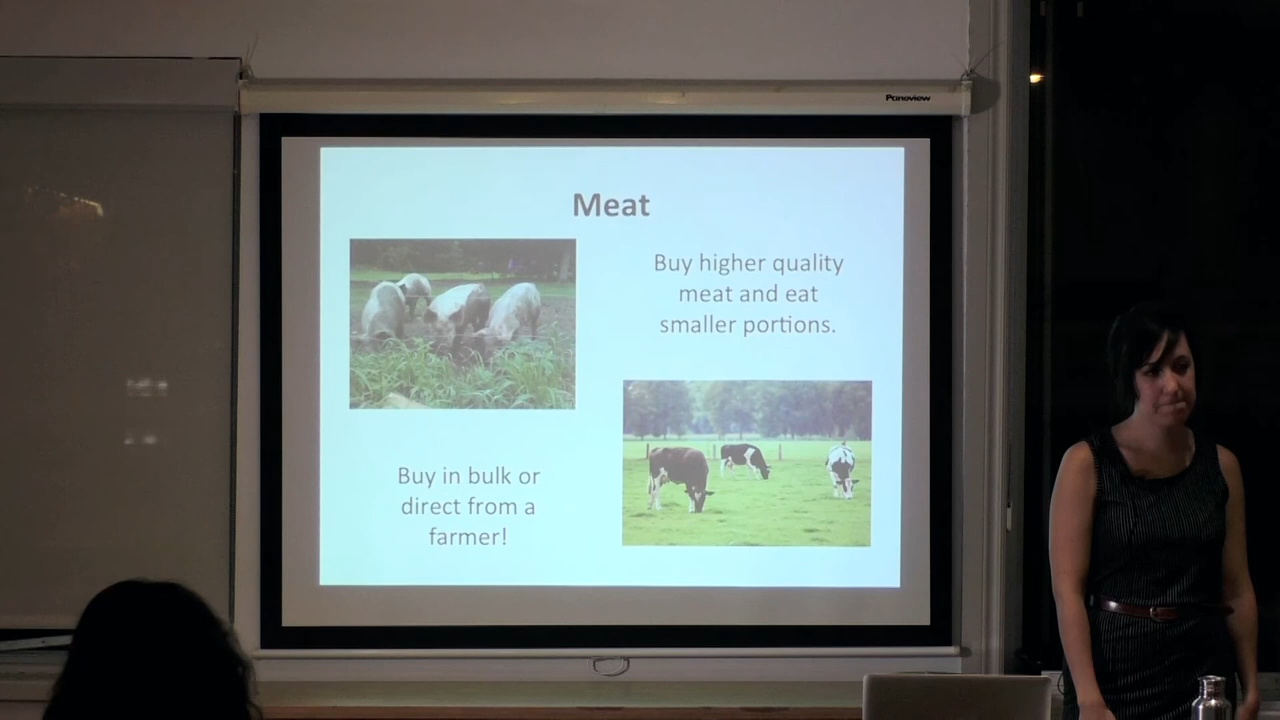 Panoview
Meat
Buy higher quality
meat and eat
smaller portions.
Buy in bulk or
direct from a
farmer!